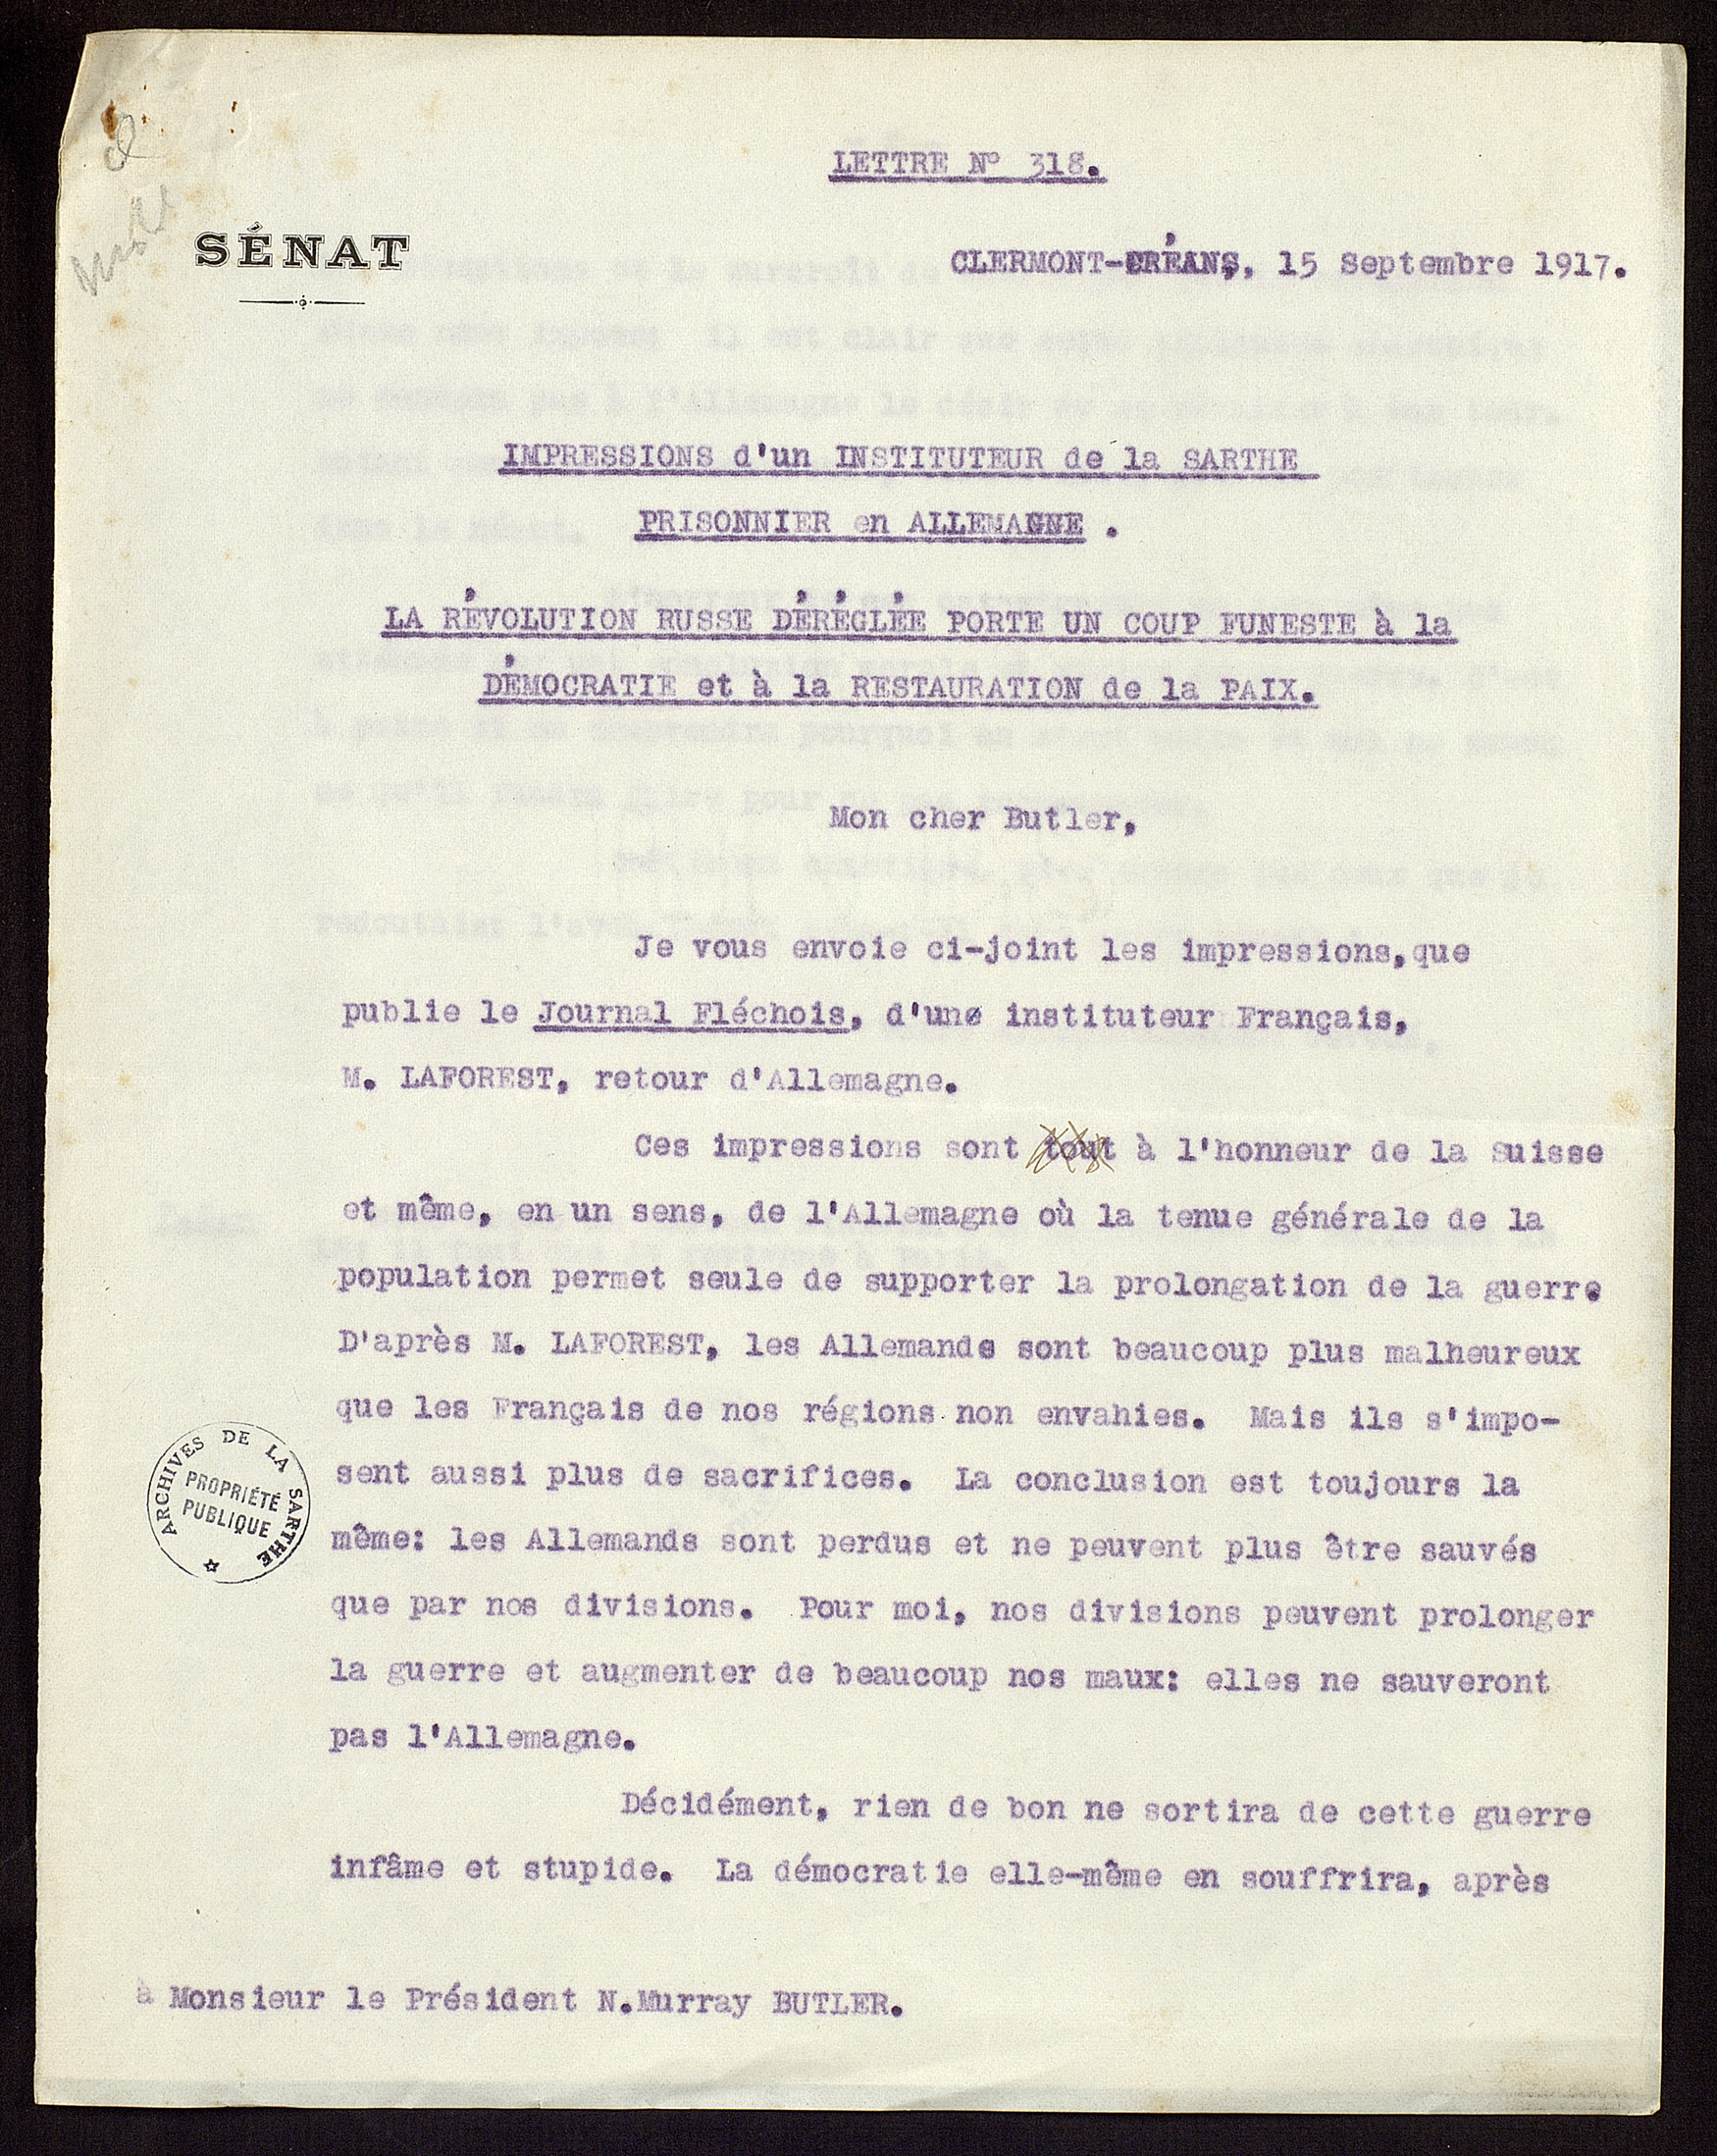 LETTRE N° 318.
SÉNAT
CLERMONT-CRÉANS, 15 Septembre 1917.
IMPRESSIONS d'un INSTITUTEUR de la SARTHE
PRISONNIER en ALLEMAGNE .
LA RÉVOLUTION RUSSE DÉRÉGLÉE PORTE UN COUP FUNESTE à la
DÉMOCRATIE et à la RESTAURATION de la PAIX.
Mon cher Butler,
Je vous envoie ci-joint les impressions, que
publie le Journal Fléchois, d'une instituteur Français,
M. LAFOREST, retour d'Allemagne.
Ces impressions sont tout à l'honneur de la Suisse
et même, en un sens, de l'Allemagne où la tenue générale de la
population permet seule de supporter la prolongation de la guerre
D'après M. LAFOREST, les Allemands sont beaucoup plus malheureux
que les Français de nos régions non envahies. Mais ils s'impo-
sent aussi plus de sacrifices. La conclusion est toujours la
même: les Allemands sont perdus et ne peuvent plus être sauvés
que par nos divisions. Pour moi, nos divisions peuvent prolonger
la guerre et augmenter de beaucoup nos maux: elles ne sauveront
pas l'Allemagne.
Décidément, rien de bon ne sortira de cette guerre
infâme et stupide. La démocratie elle-même en souffrira, après
à Monsieur le Président N.Murray BUTLER.
ARCHIVES DE LA SARTHE
PROPRIÉTÉ
PUBLIQUE